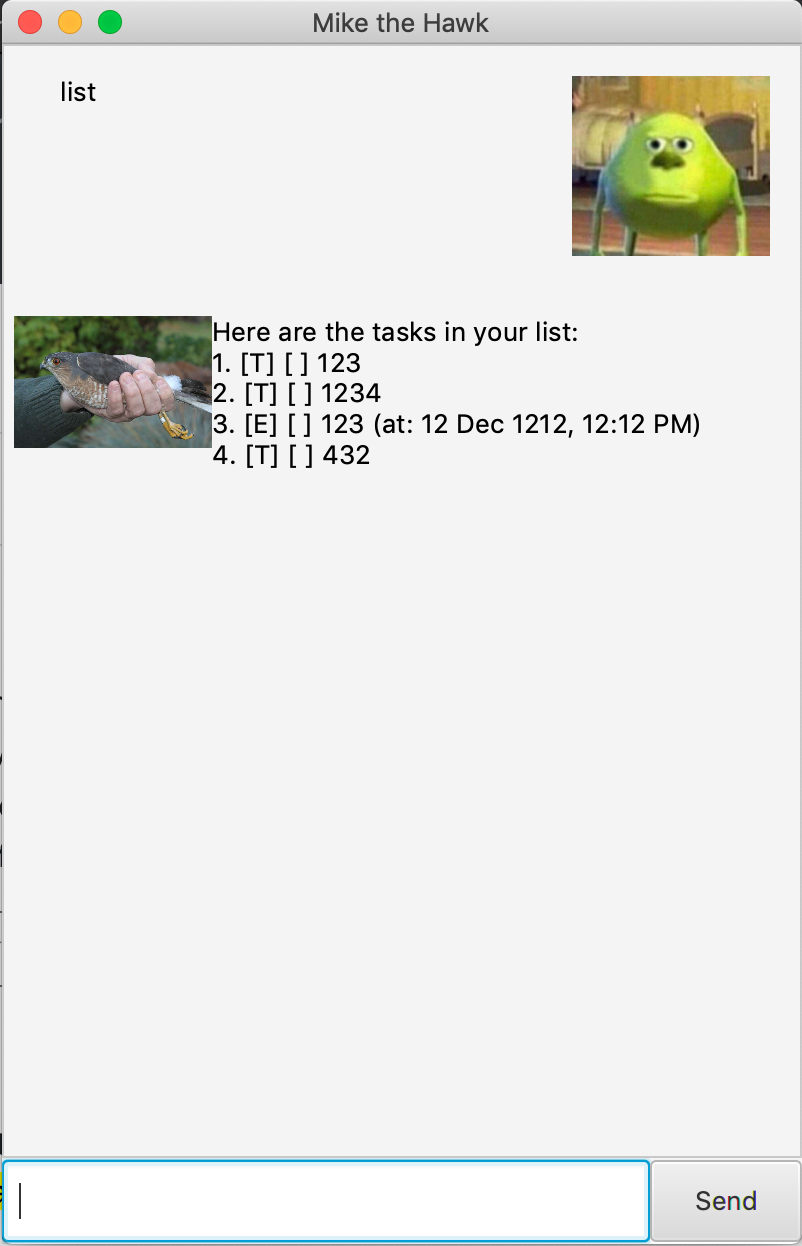 Mike the Hawk
list
Here are the tasks in your list:
1. [T] [ ] 123
2. [T] [ ] 1234
3. [E] [ ] 123 (at: 12 Dec 1212, 12:12 PM)
4. [T] [ ] 432
Send